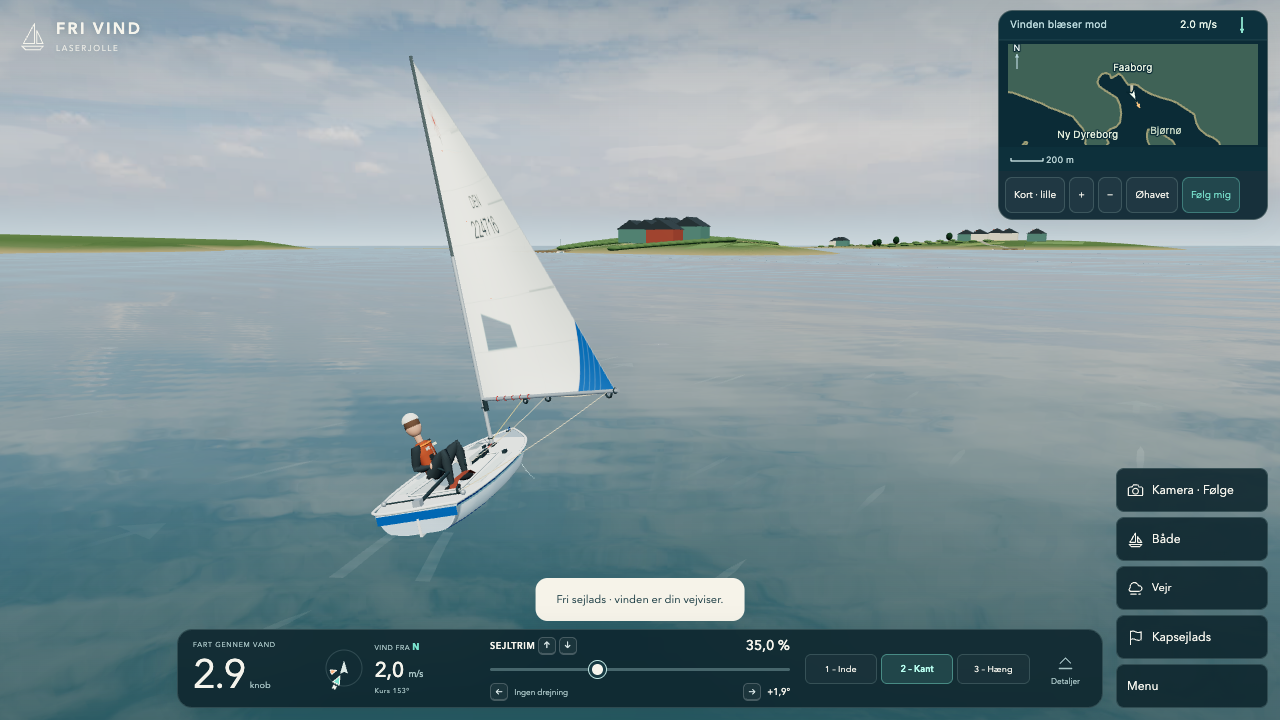 FRI VIND
LASERJOLLE
Vinden blæser mod
2.0 m/s
N
Faaborg
Ny Dyreborg
Bjørnø
200 m
Kort · lille
+
−
Øhavet
Følg mig
DEN
224716
Kamera · Følge
Både
Vejr
Kapsejlads
Menu
Fri sejlads · vinden er din vejviser.
FART GENNEM VAND
2.9 knob
VIND FRA N
2,0 m/s
Kurs 153°
SEJLTRIM ↑ ↓
35,0 %
← Ingen drejning
→ +1,9°
1 – Inde
2 – Kant
3 – Hæng
Detaljer